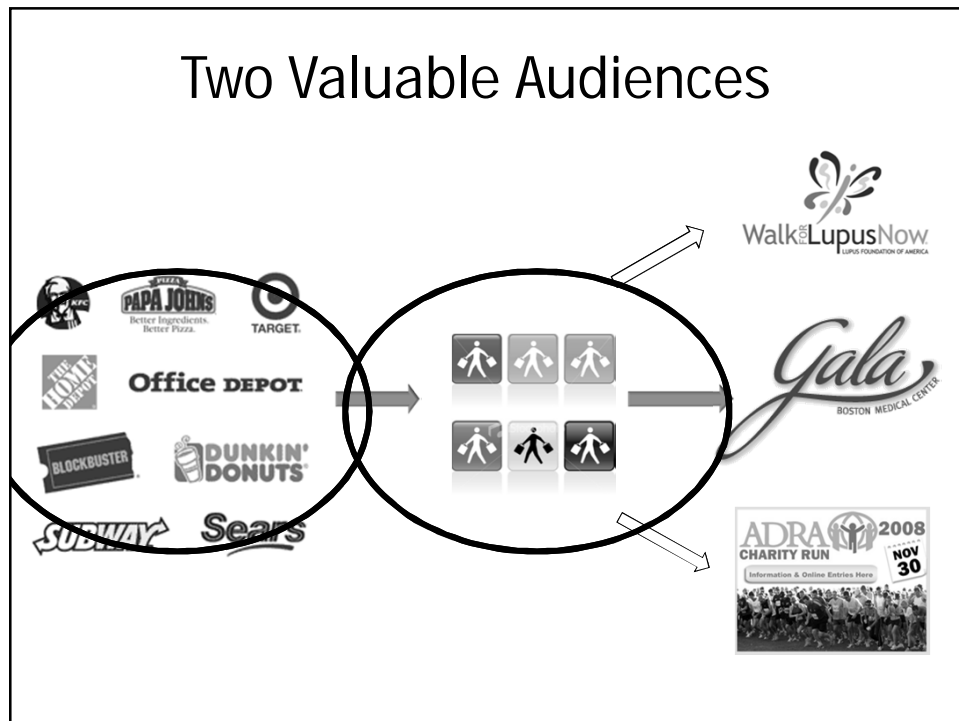 Two Valuable Audiences
Walk FOR LupusNow
LUPUS FOUNDATION OF AMERICA
KFC
PIZZA
PAPA JOHNS
Better Ingredients.
Better Pizza.
TARGET
THE
HOME
DEPOT
Office DEPOT
BLOCKBUSTER
DUNKIN'
DONUTS
SUBWAY
Sears
gala
BOSTON MEDICAL CENTER
ADRA 2008
CHARITY RUN
NOV
30
Information & Online Entries Here